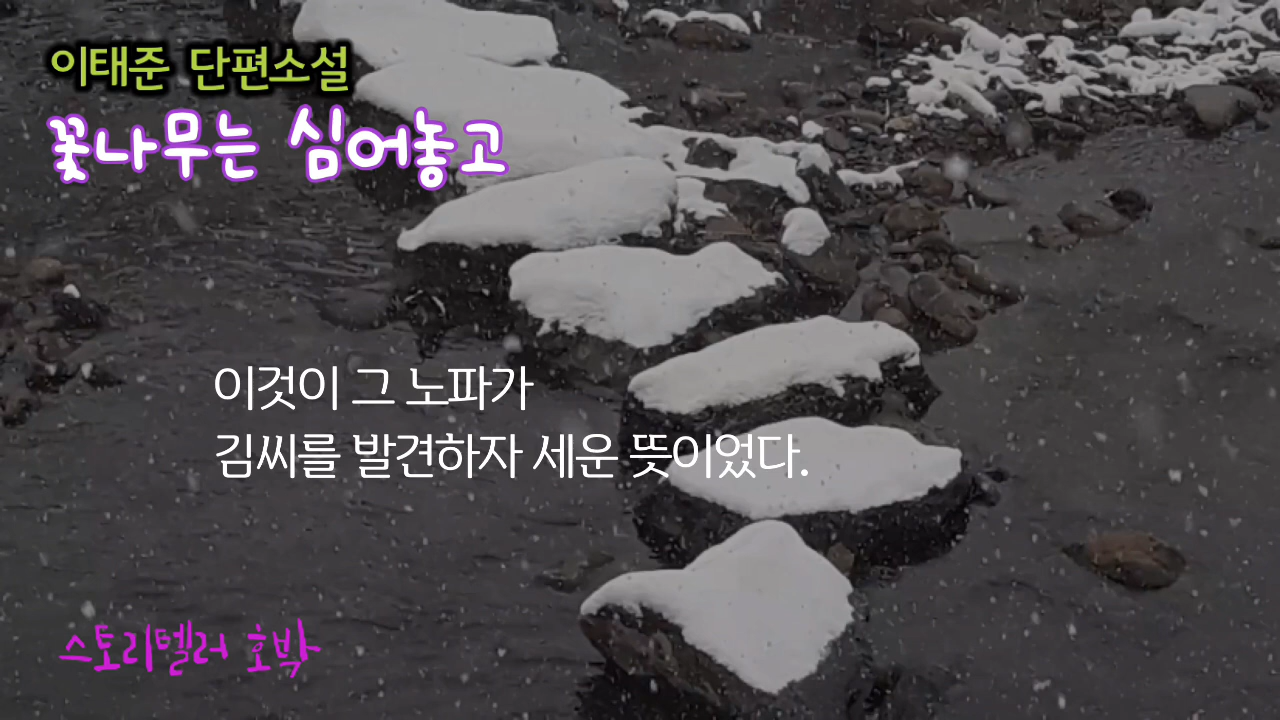 이태준 단편소설
꽃나무는 심어놓고
이것이 그 노파가
김씨를 발견하자 세운 뜻이었다.
스토리텔러 호박